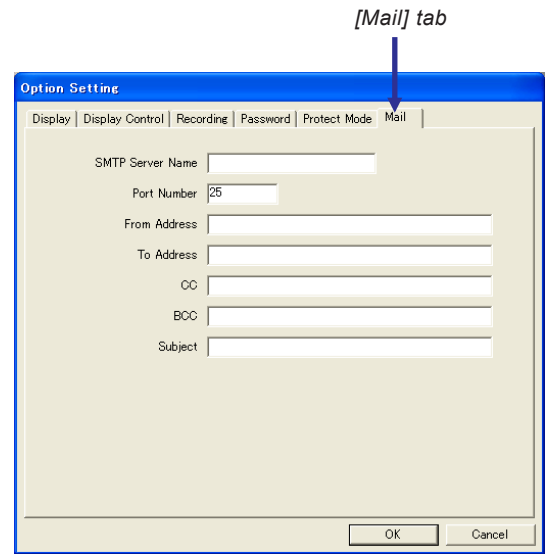 [Mail] tab
Option Setting
Display Display Control Recording Password Protect Mode Mail
SMTP Server Name
Port Number 25
From Address
To Address
CC
BCC
Subject
OK Cancel